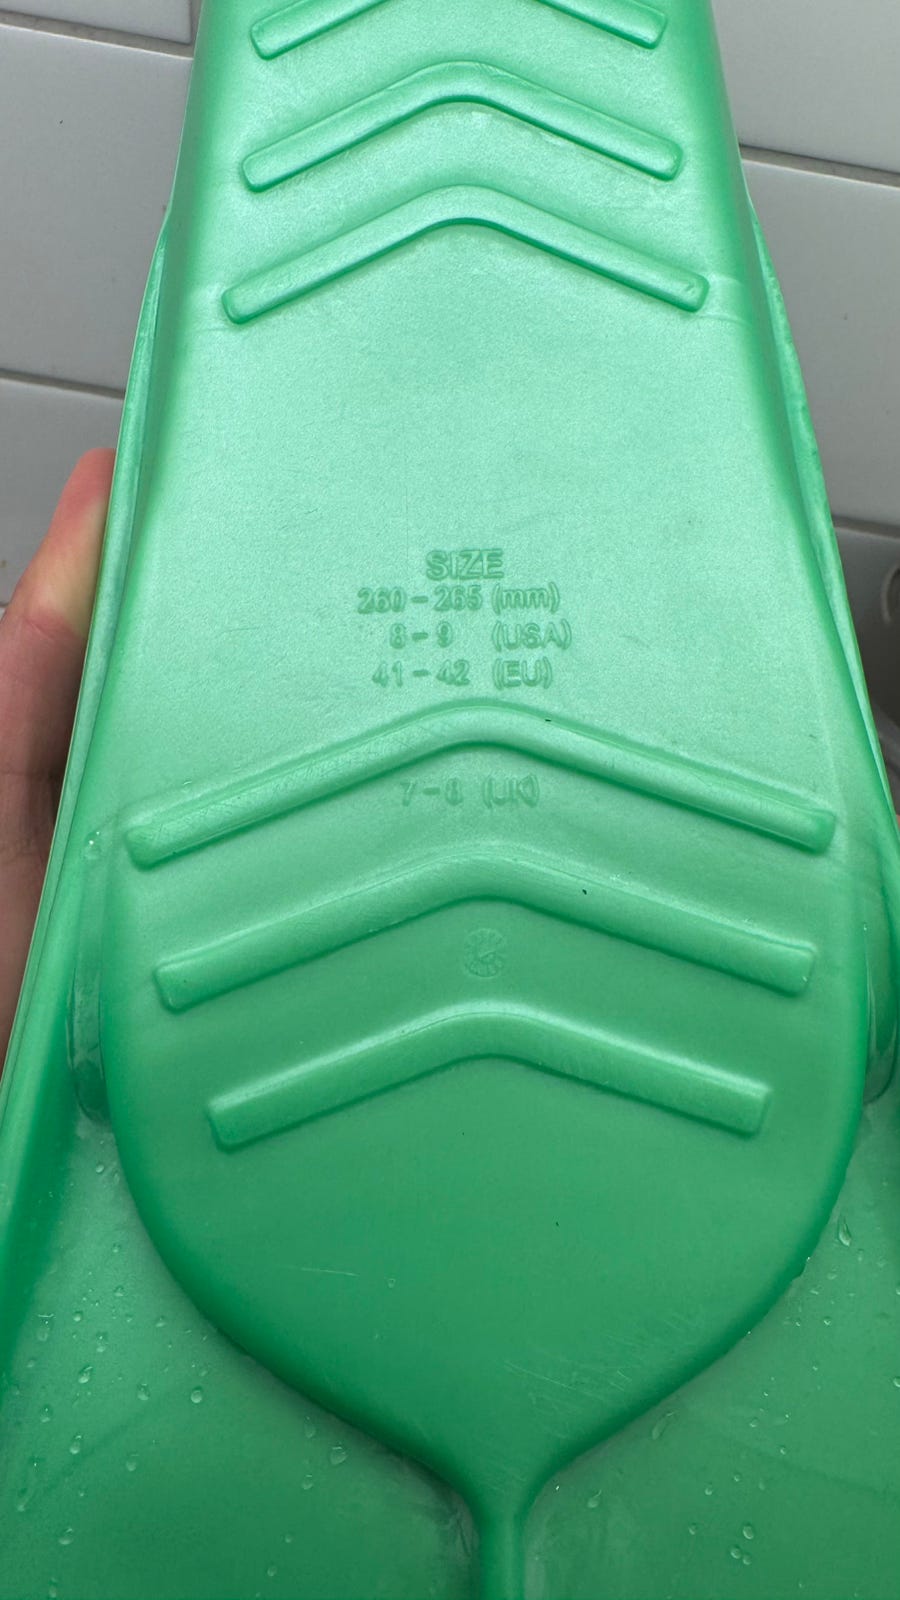 SIZE
260-265 (mm)
8-9 (USA)
41-42 (EU)
7-8 (UK)